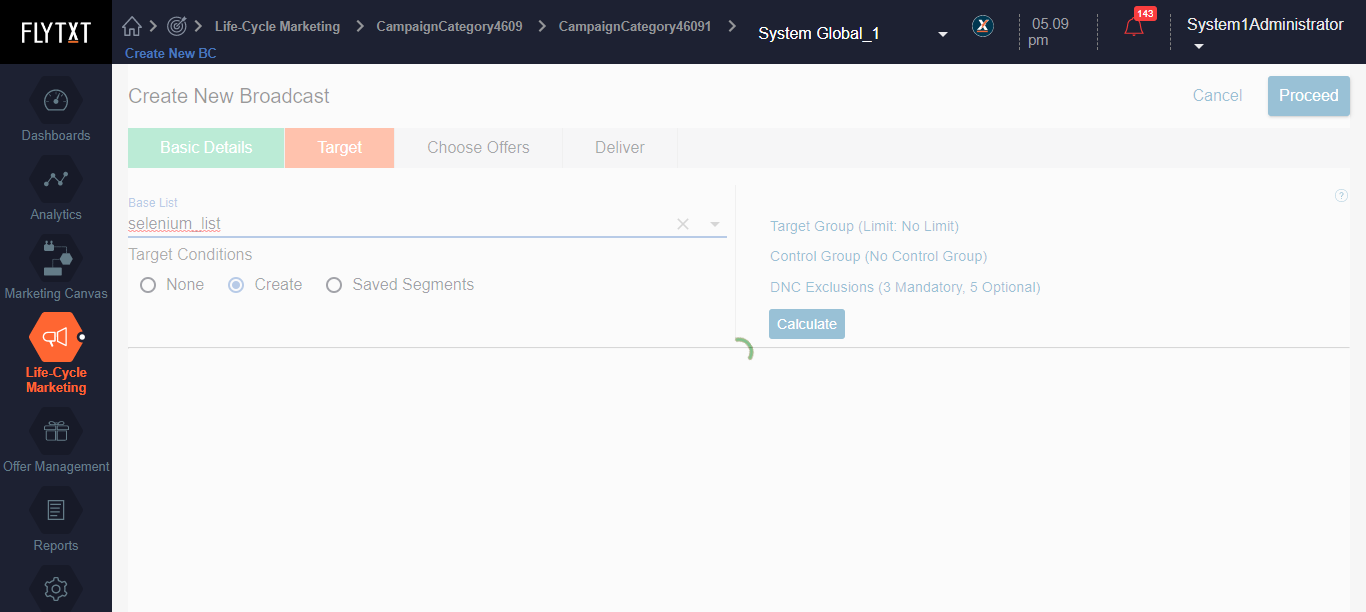 FLYTXT
Life-Cycle Marketing
CampaignCategory4609
CampaignCategory46091
Create New BC
System Global_1
X
05.09
pm
143
System1Administrator
Dashboards
Analytics
Marketing Canvas
Life-Cycle
Marketing
Offer Management
Reports
Create New Broadcast
Cancel
Proceed
Basic Details
Target
Choose Offers
Deliver
Base List
selenium_list
Target Conditions
None
Create
Saved Segments
?
Target Group (Limit: No Limit)
Control Group (No Control Group)
DNC Exclusions (3 Mandatory, 5 Optional)
Calculate